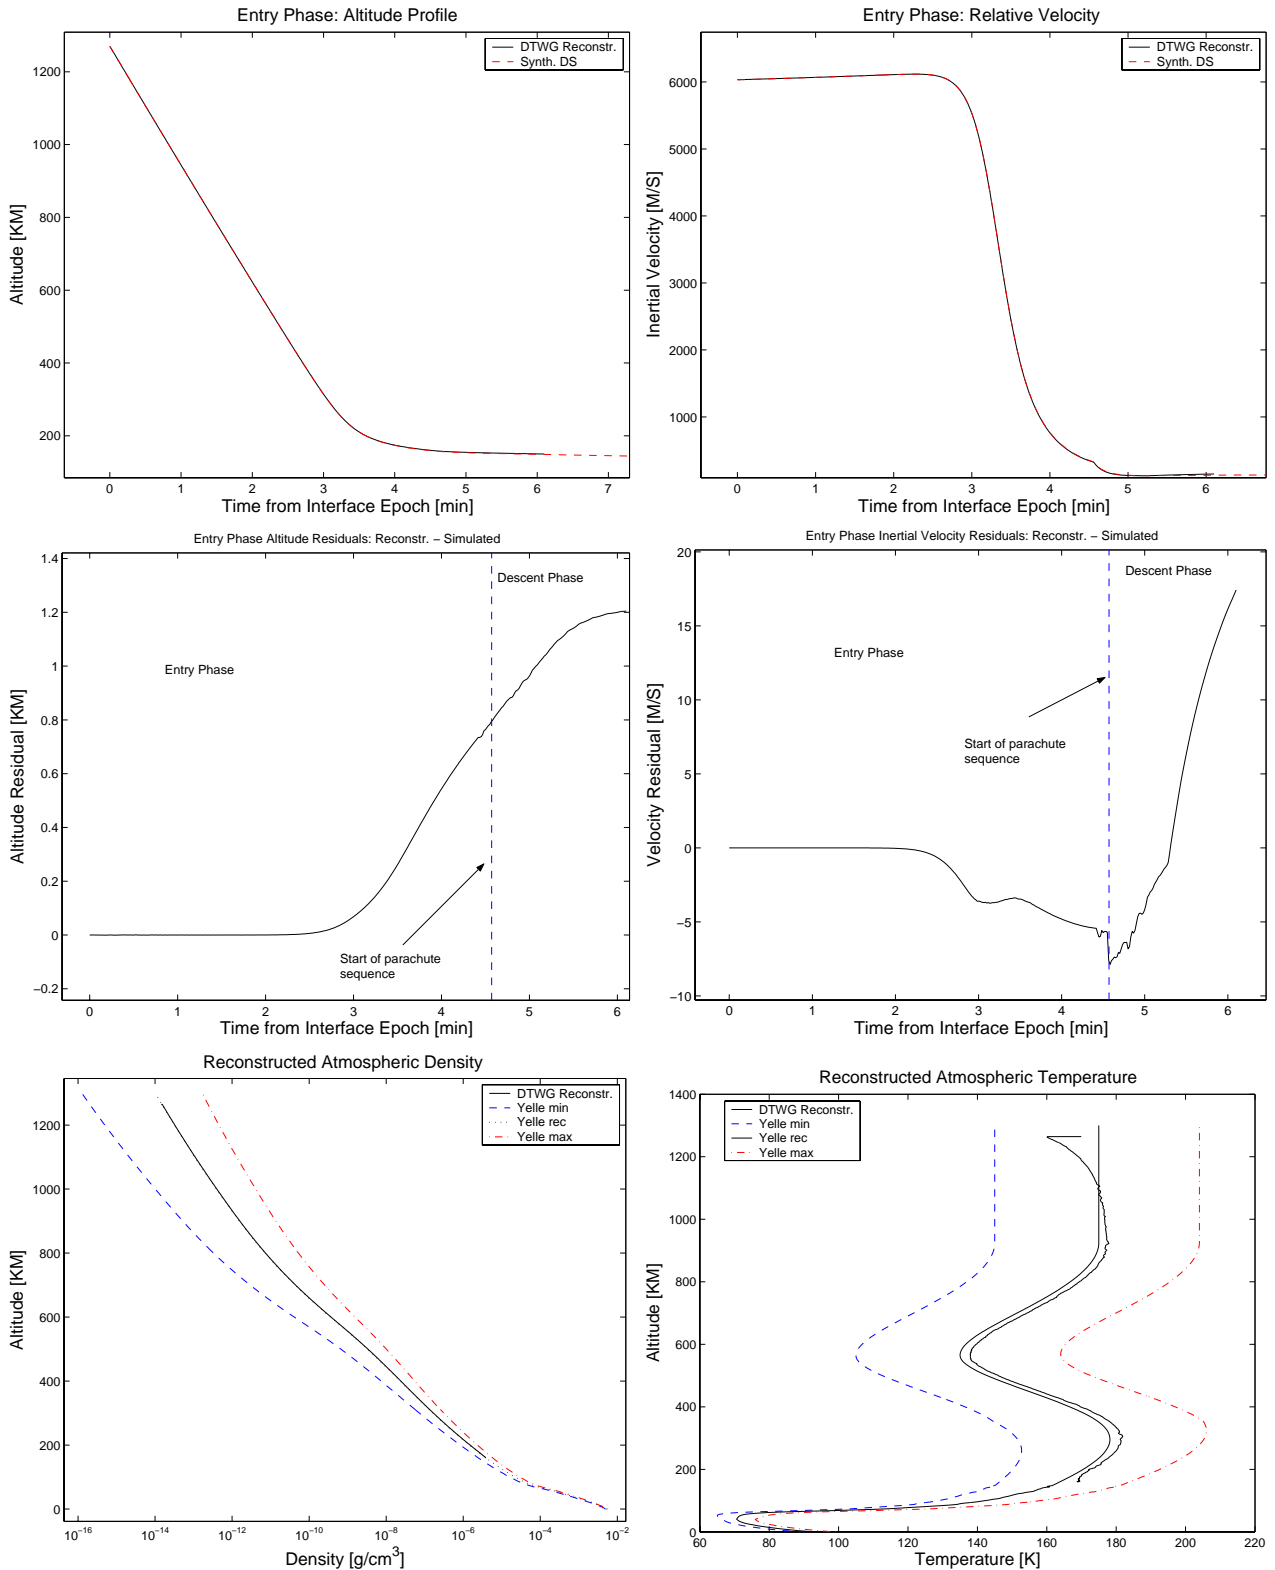 Entry Phase: Altitude Profile
DTWG Reconstr.
Synth. DS
1200
1000
800
600
400
200
Altitude [KM]
0 1 2 3 4 5 6 7
Time from Interface Epoch [min]
Entry Phase: Relative Velocity
DTWG Reconstr.
Synth. DS
6000
5000
4000
3000
2000
1000
Inertial Velocity [M/S]
0 1 2 3 4 5 6
Time from Interface Epoch [min]
Entry Phase Altitude Residuals: Reconstr. − Simulated
1.4
1.2
1
0.8
0.6
0.4
0.2
0
−0.2
Altitude Residual [KM]
Descent Phase
Entry Phase
Start of parachute
sequence
0 1 2 3 4 5 6
Time from Interface Epoch [min]
Entry Phase Inertial Velocity Residuals: Reconstr. − Simulated
20
15
10
5
0
−5
−10
Velocity Residual [M/S]
Descent Phase
Entry Phase
Start of parachute
sequence
0 1 2 3 4 5 6
Time from Interface Epoch [min]
Reconstructed Atmospheric Density
DTWG Reconstr.
Yelle min
Yelle rec
Yelle max
1200
1000
800
600
400
200
0
Altitude [KM]
10^−16 10^−14 10^−12 10^−10 10^−8 10^−6 10^−4 10^−2
Density [g/cm^3]
Reconstructed Atmospheric Temperature
DTWG Reconstr.
Yelle min
Yelle rec
Yelle max
1400
1200
1000
800
600
400
200
0
Altitude [KM]
60 80 100 120 140 160 180 200 220
Temperature [K]